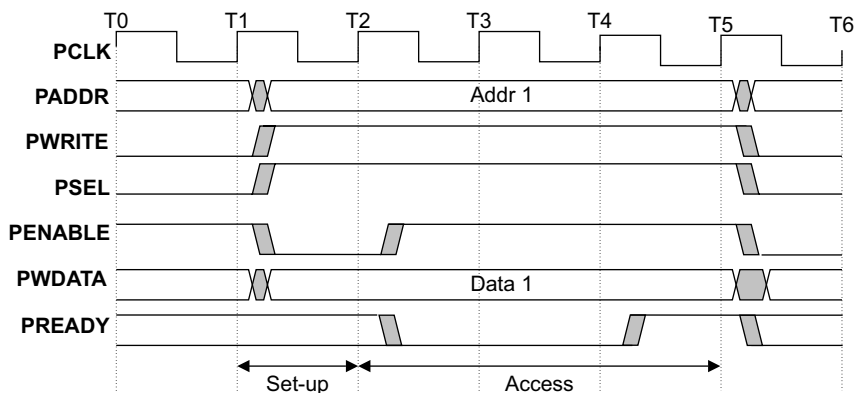 T0 T1 T2 T3 T4 T5 T6
PCLK
PADDR Addr 1
PWRITE
PSEL
PENABLE
PWDATA Data 1
PREADY
Set-up Access